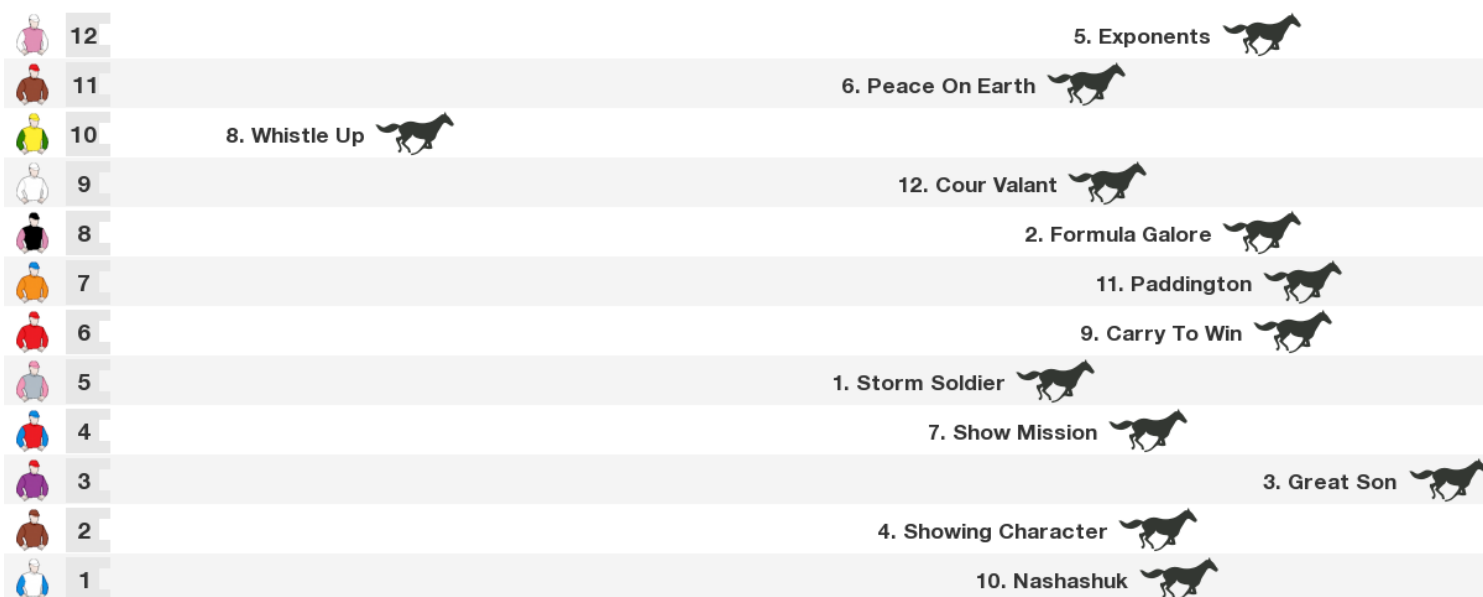 12 5. Exponents
11 6. Peace On Earth
10 8. Whistle Up
9 12. Cour Valant
8 2. Formula Galore
7 11. Paddington
6 9. Carry To Win
5 1. Storm Soldier
4 7. Show Mission
3 3. Great Son
2 4. Showing Character
1 10. Nashashuk